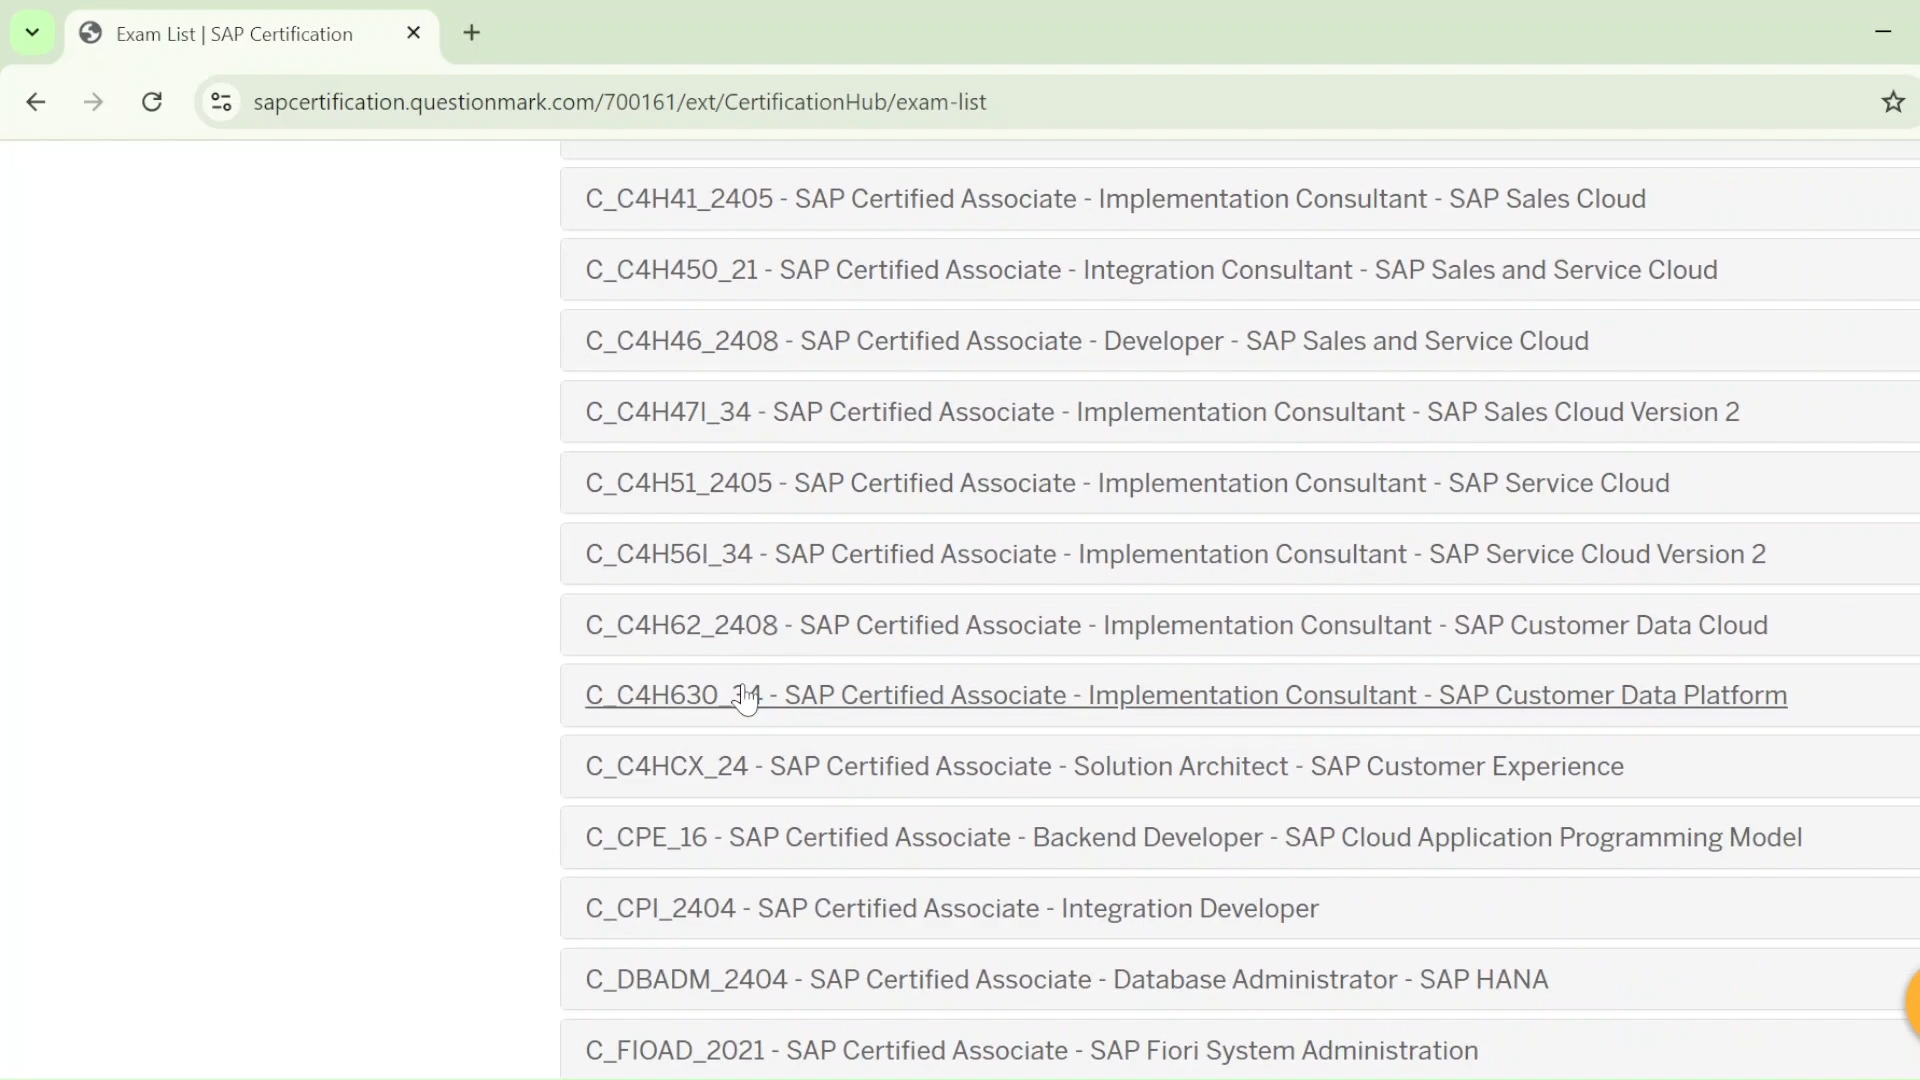 Exam List | SAP Certification
sapcertification.questionmark.com/700161/ext/CertificationHub/exam-list
C_C4H41_2405 - SAP Certified Associate - Implementation Consultant - SAP Sales Cloud
C_C4H450_21 - SAP Certified Associate - Integration Consultant - SAP Sales and Service Cloud
C_C4H46_2408 - SAP Certified Associate - Developer - SAP Sales and Service Cloud
C_C4H47I_34 - SAP Certified Associate - Implementation Consultant - SAP Sales Cloud Version 2
C_C4H51_2405 - SAP Certified Associate - Implementation Consultant - SAP Service Cloud
C_C4H56I_34 - SAP Certified Associate - Implementation Consultant - SAP Service Cloud Version 2
C_C4H62_2408 - SAP Certified Associate - Implementation Consultant - SAP Customer Data Cloud
C_C4H630_34 - SAP Certified Associate - Implementation Consultant - SAP Customer Data Platform
C_C4HCX_24 - SAP Certified Associate - Solution Architect - SAP Customer Experience
C_CPE_16 - SAP Certified Associate - Backend Developer - SAP Cloud Application Programming Model
C_CPI_2404 - SAP Certified Associate - Integration Developer
C_DBADM_2404 - SAP Certified Associate - Database Administrator - SAP HANA
C_FIOAD_2021 - SAP Certified Associate - SAP Fiori System Administration